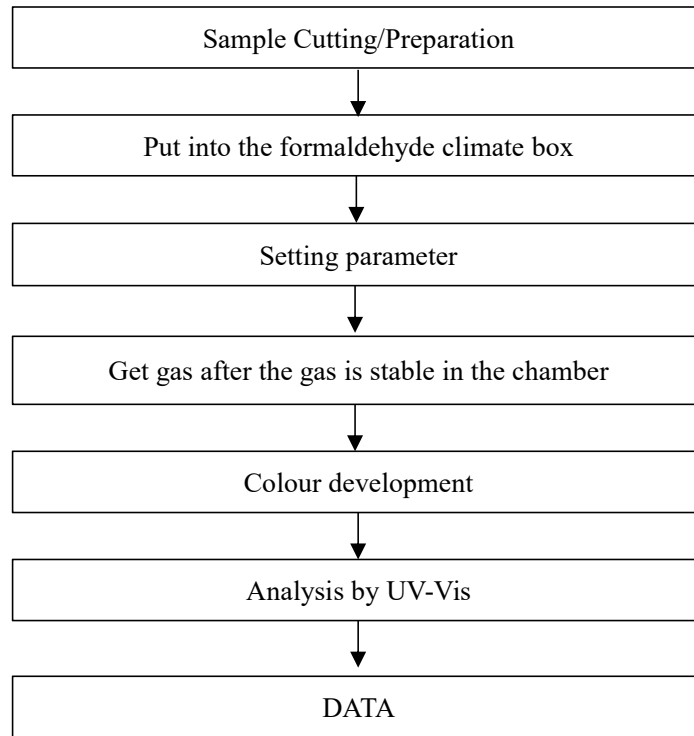 Sample Cutting/Preparation
Put into the formaldehyde climate box
Setting parameter
Get gas after the gas is stable in the chamber
Colour development
Analysis by UV-Vis
DATA